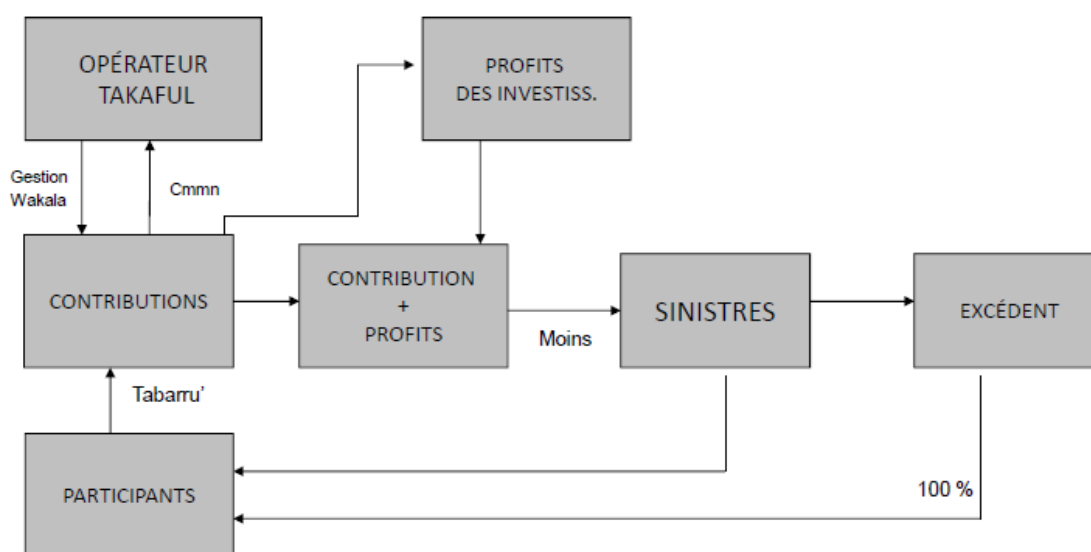 OPÉRATEUR
TAKAFUL
PROFITS
DES INVESTISS.
Gestion
Wakala
Cmmn
CONTRIBUTIONS
CONTRIBUTION
+
PROFITS
Moins
SINISTRES
EXCÉDENT
Tabarru’
PARTICIPANTS
100 %